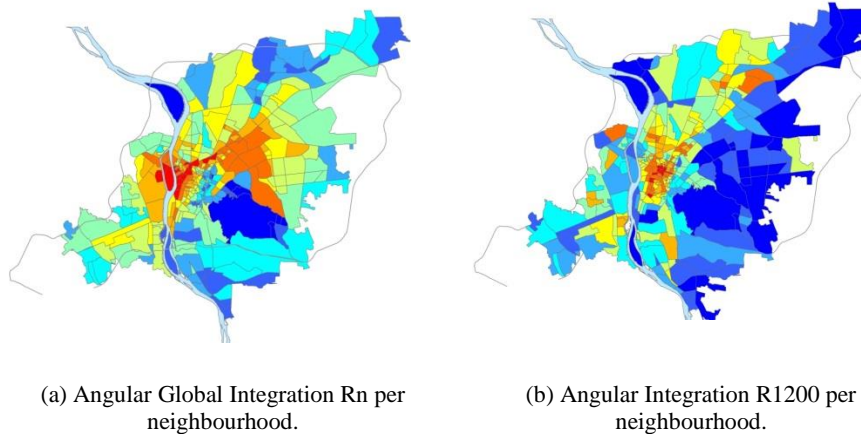 (a) Angular Global Integration Rn per
neighbourhood.
(b) Angular Integration R1200 per
neighbourhood.